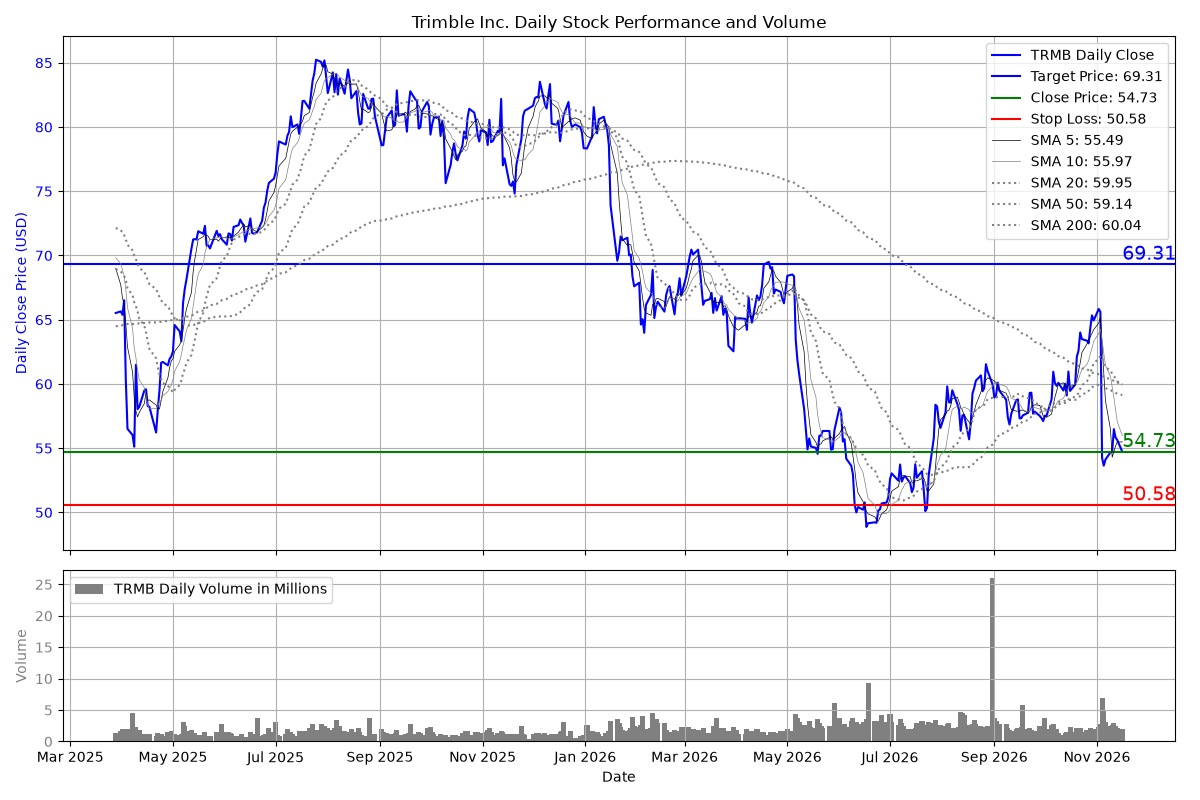 Trimble Inc. Daily Stock Performance and Volume
Daily Close Price (USD)
85
80
75
70
65
60
55
50
TRMB Daily Close
Target Price: 69.31
Close Price: 54.73
Stop Loss: 50.58
SMA 5: 55.49
SMA 10: 55.97
SMA 20: 59.95
SMA 50: 59.14
SMA 200: 60.04
69.31
54.73
50.58
Volume
25
20
15
10
5
0
TRMB Daily Volume in Millions
Mar 2025 May 2025 Jul 2025 Sep 2025 Nov 2025 Jan 2026 Mar 2026 May 2026 Jul 2026 Sep 2026 Nov 2026
Date